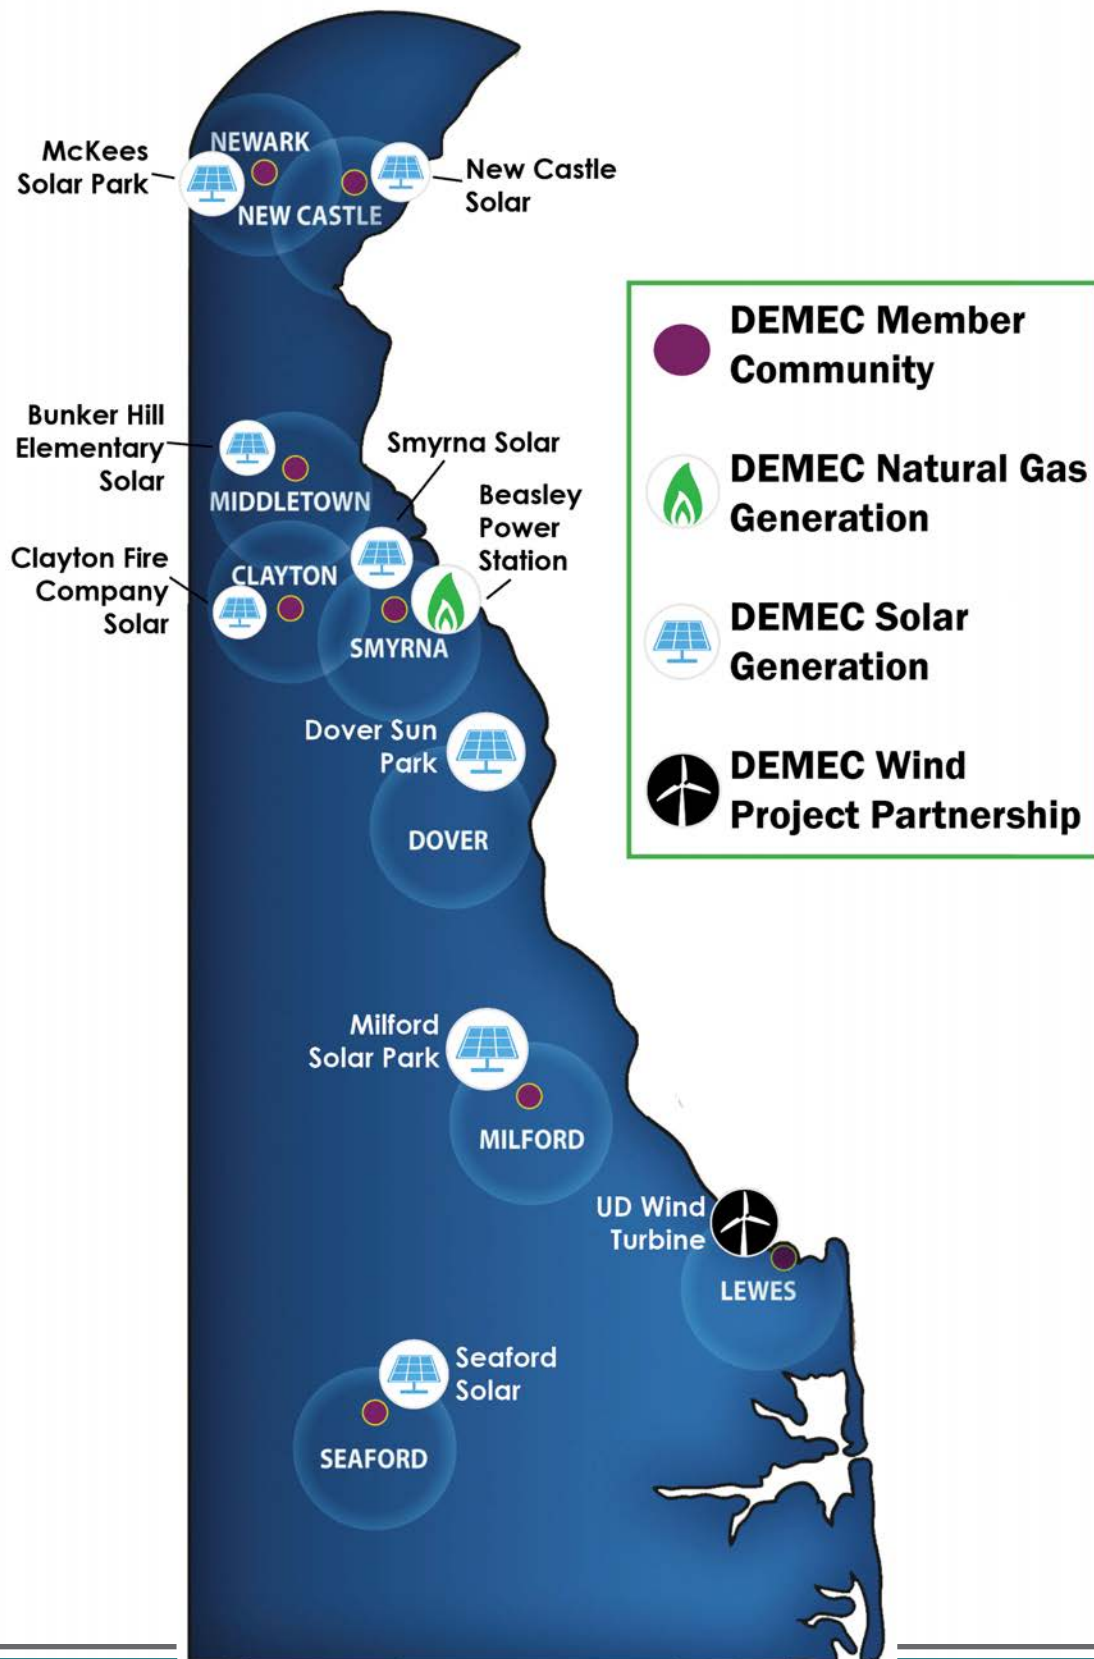 NEWARK
McKees
Solar Park
New Castle
Solar
NEW CASTLE
DEMEC Member
Community
DEMEC Natural Gas
Generation
DEMEC Solar
Generation
DEMEC Wind
Project Partnership
Bunker Hill
Elementary
Solar
MIDDLETOWN
Smyrna Solar
Beasley
Power
Station
Clayton Fire
Company
Solar
CLAYTON
SMYRNA
Dover Sun
Park
DOVER
Milford
Solar Park
MILFORD
UD Wind
Turbine
LEWES
Seaford
Solar
SEAFORD